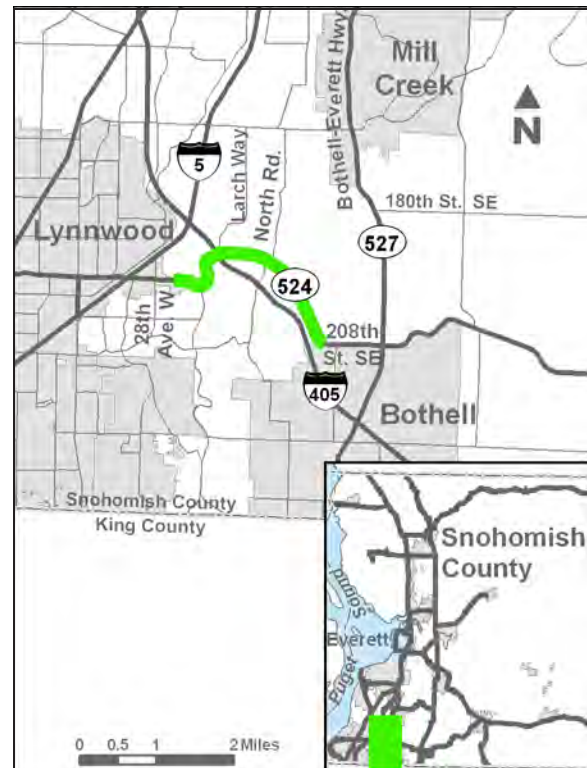 Mill
Creek
N
Bothell-Everett Hwy.
5
Larch Way
North Rd.
180th St. SE
Lynnwood
527
524
28th
Ave. W.
208th
St. SE
405
Bothell
Snohomish County
King County
Snohomish
County
Everett
Puget Sound
0 0.5 1 2 Miles